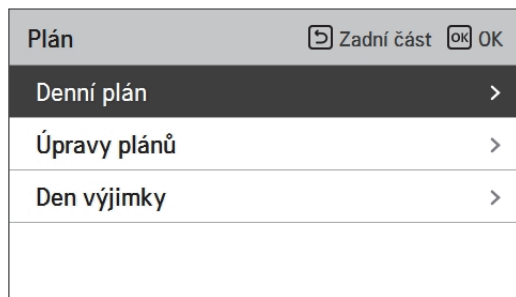 Plán Zadní část OK OK
Denní plán >
Úpravy plánů >
Den výjimky >